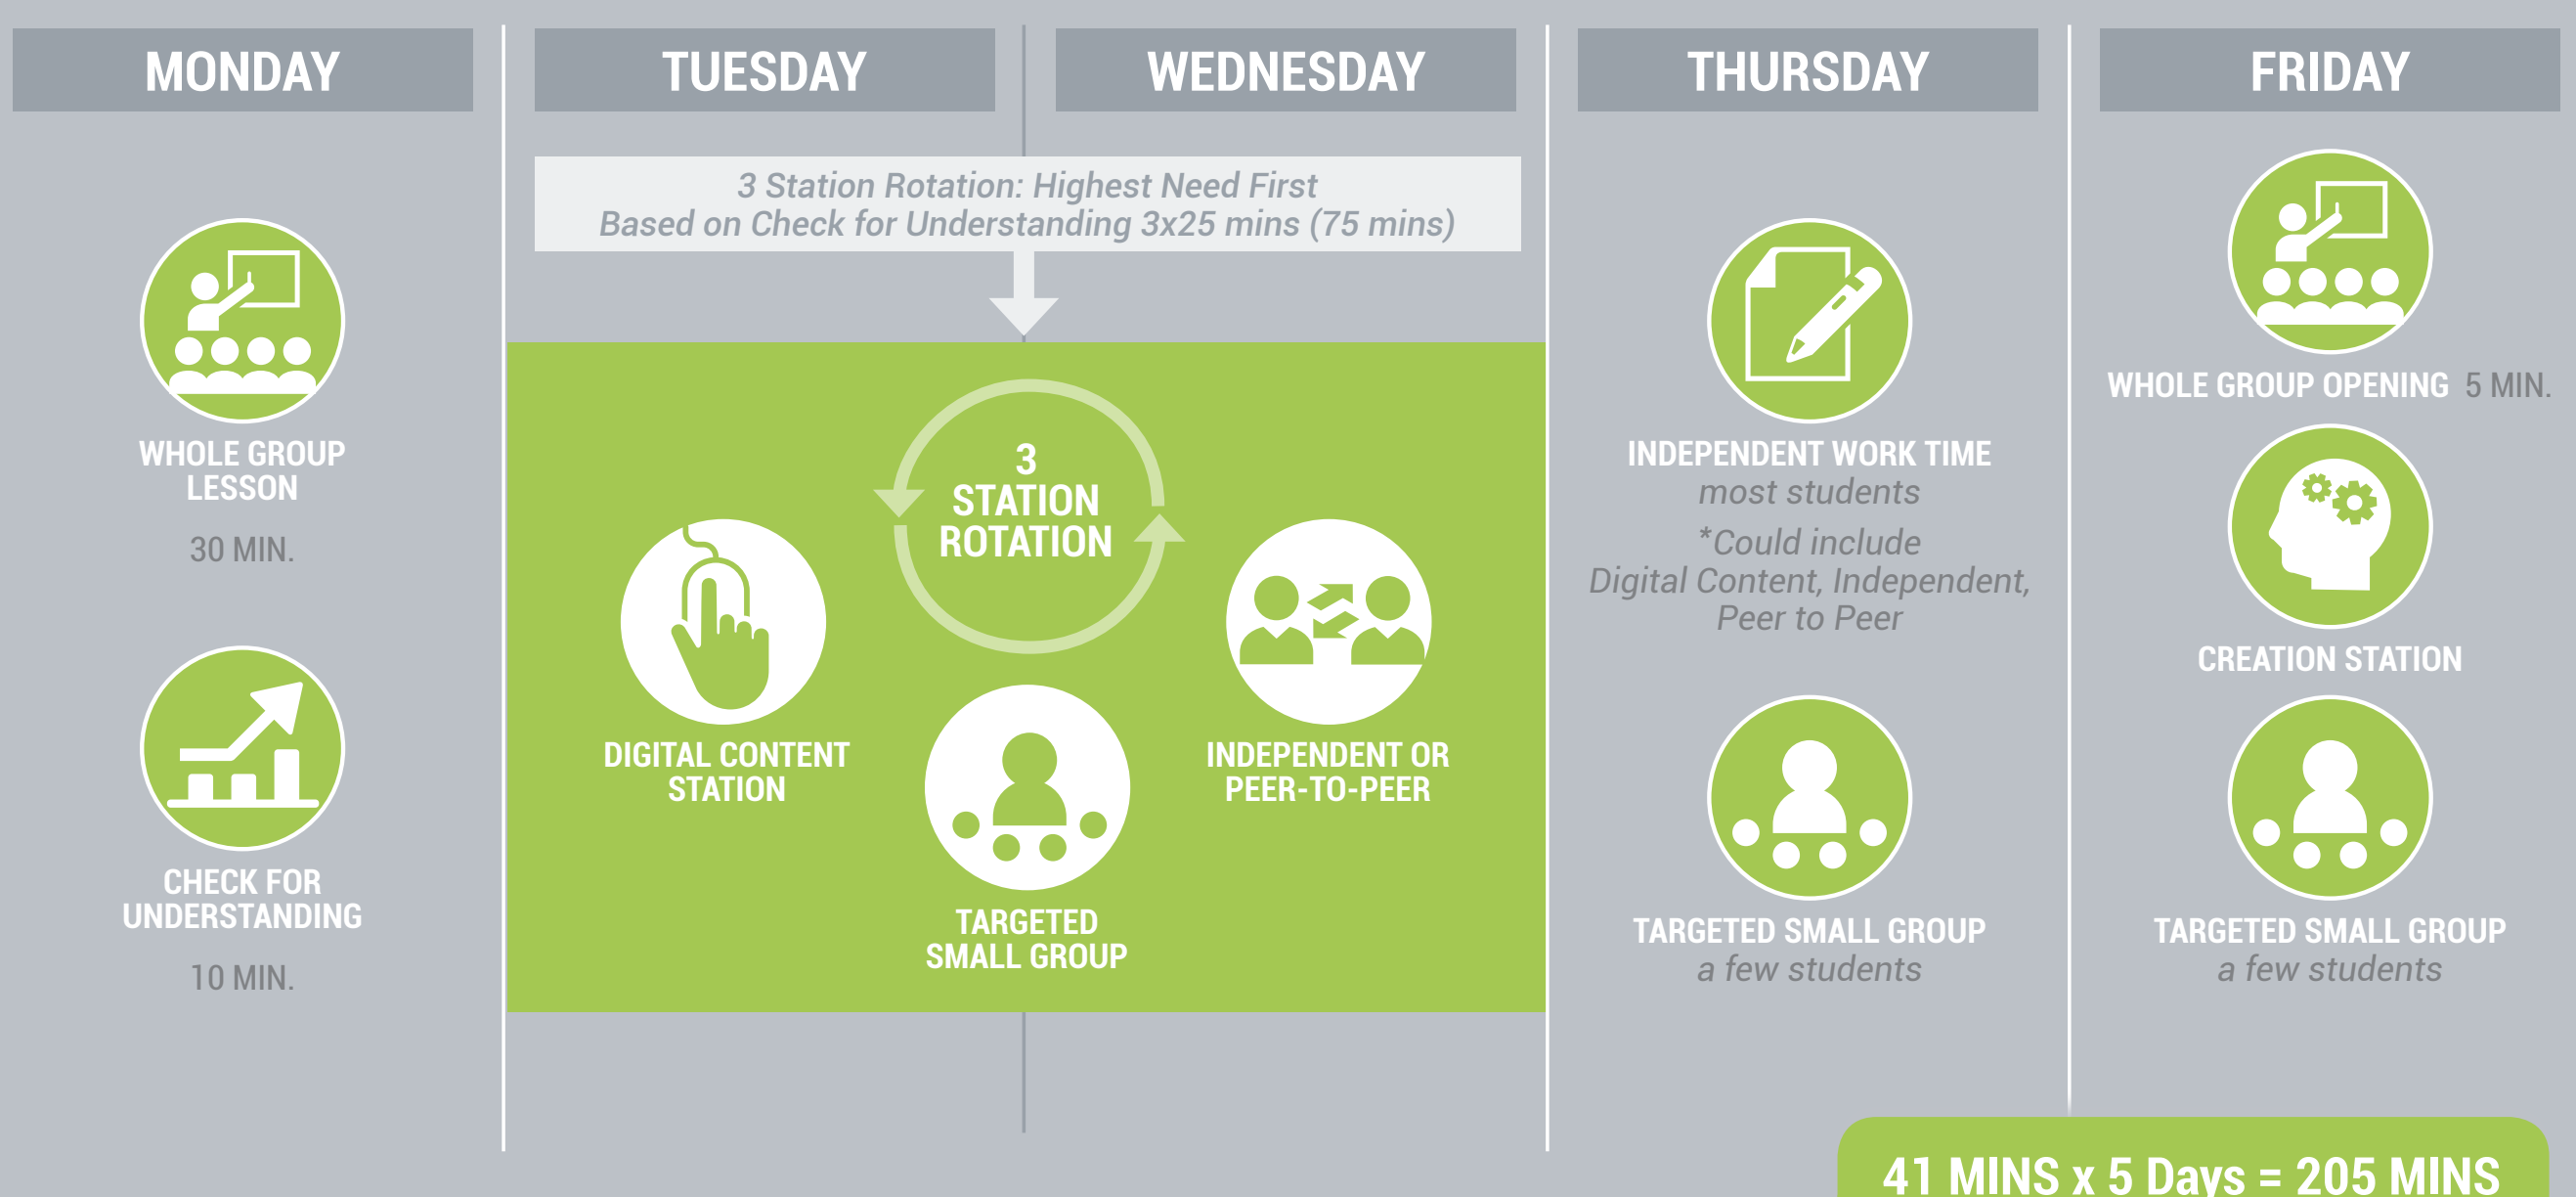 MONDAY
WHOLE GROUP
LESSON
30 MIN.
CHECK FOR
UNDERSTANDING
10 MIN.
TUESDAY
WEDNESDAY
3 Station Rotation: Highest Need First
Based on Check for Understanding 3x25 mins (75 mins)
3
STATION
ROTATION
DIGITAL CONTENT
STATION
TARGETED
SMALL GROUP
INDEPENDENT OR
PEER-TO-PEER
THURSDAY
INDEPENDENT WORK TIME
most students
*Could include
Digital Content, Independent,
Peer to Peer
TARGETED SMALL GROUP
a few students
FRIDAY
WHOLE GROUP OPENING 5 MIN.
CREATION STATION
TARGETED SMALL GROUP
a few students
41 MINS x 5 Days = 205 MINS